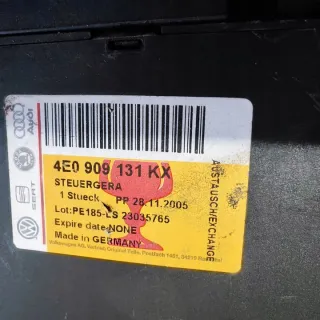 4E0 909 131 KX
STEUERGERA
1 Stueck PP 28.11.2005
Lot:PE185-LS 23035765
Expire date:NONE
Made in GERMANY
AUSTAUSCH/EXCHANGE
Audi
SEAT